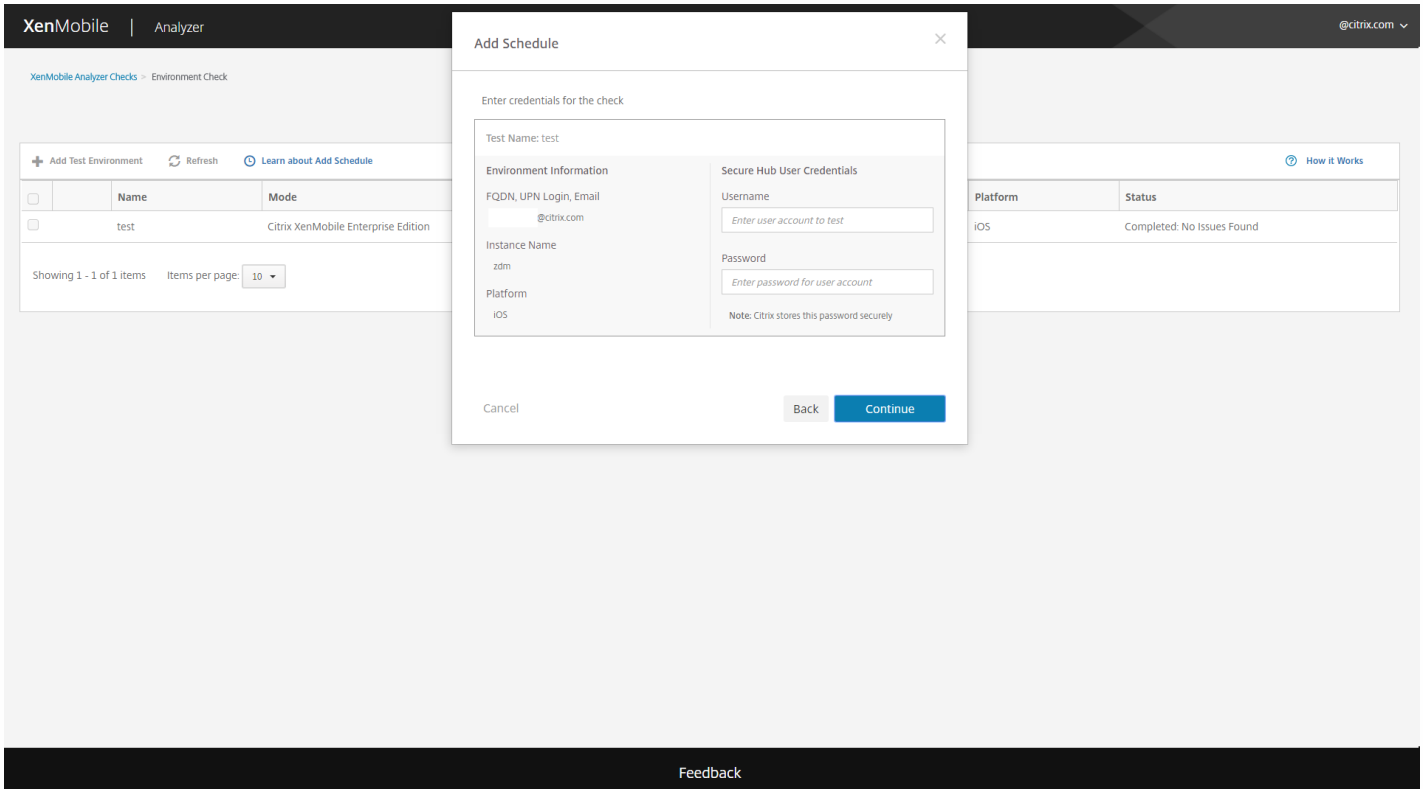 XenMobile | Analyzer
@citrix.com
XenMobile Analyzer Checks > Environment Check
Add Test Environment Refresh Learn about Add Schedule
How it Works
Name Mode Platform Status
test Citrix XenMobile Enterprise Edition iOS Completed: No Issues Found
Showing 1 - 1 of 1 items Items per page: 10
Add Schedule
Enter credentials for the check
Test Name: test
Environment Information
FQDN, UPN Login, Email
@citrix.com
Instance Name
zdm
Platform
iOS
Secure Hub User Credentials
Username
Enter user account to test
Password
Enter password for user account
Note: Citrix stores this password securely
Cancel
Back
Continue
Feedback